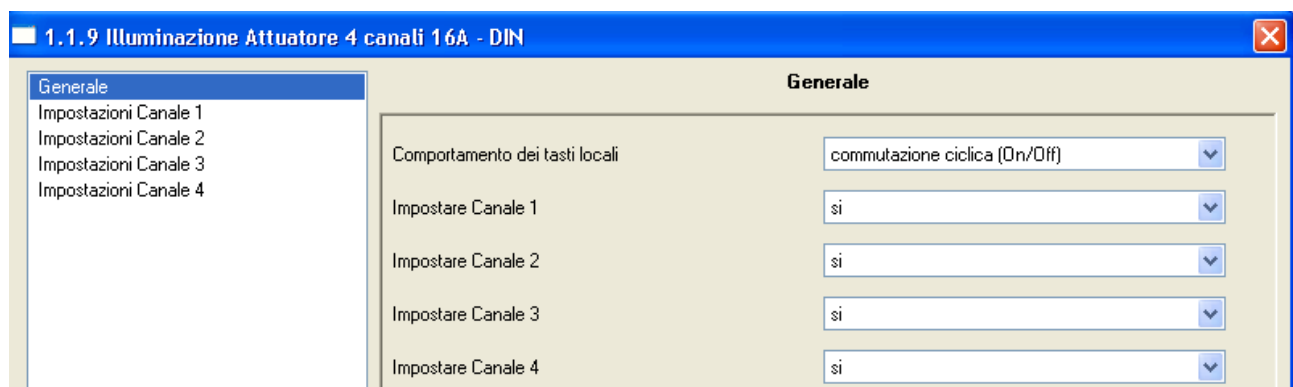 1.1.9 Illuminazione Attuatore 4 canali 16A - DIN
Generale
Impostazioni Canale 1
Impostazioni Canale 2
Impostazioni Canale 3
Impostazioni Canale 4
Generale
Comportamento dei tasti locali commutazione ciclica (On/Off)
Impostare Canale 1 si
Impostare Canale 2 si
Impostare Canale 3 si
Impostare Canale 4 si